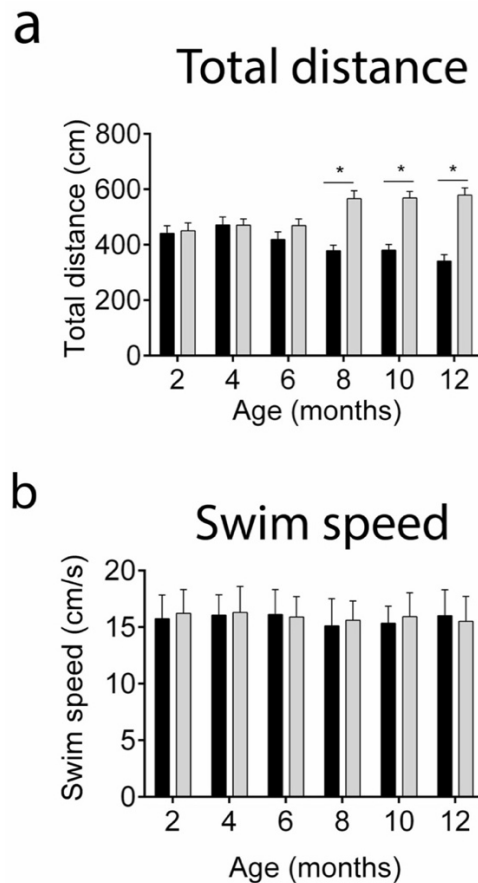 a
Total distance
Total distance (cm)
800
600
400
200
0
* * *
2 4 6 8 10 12
Age (months)
b
Swim speed
Swim speed (cm/s)
20
15
10
5
0
2 4 6 8 10 12
Age (months)